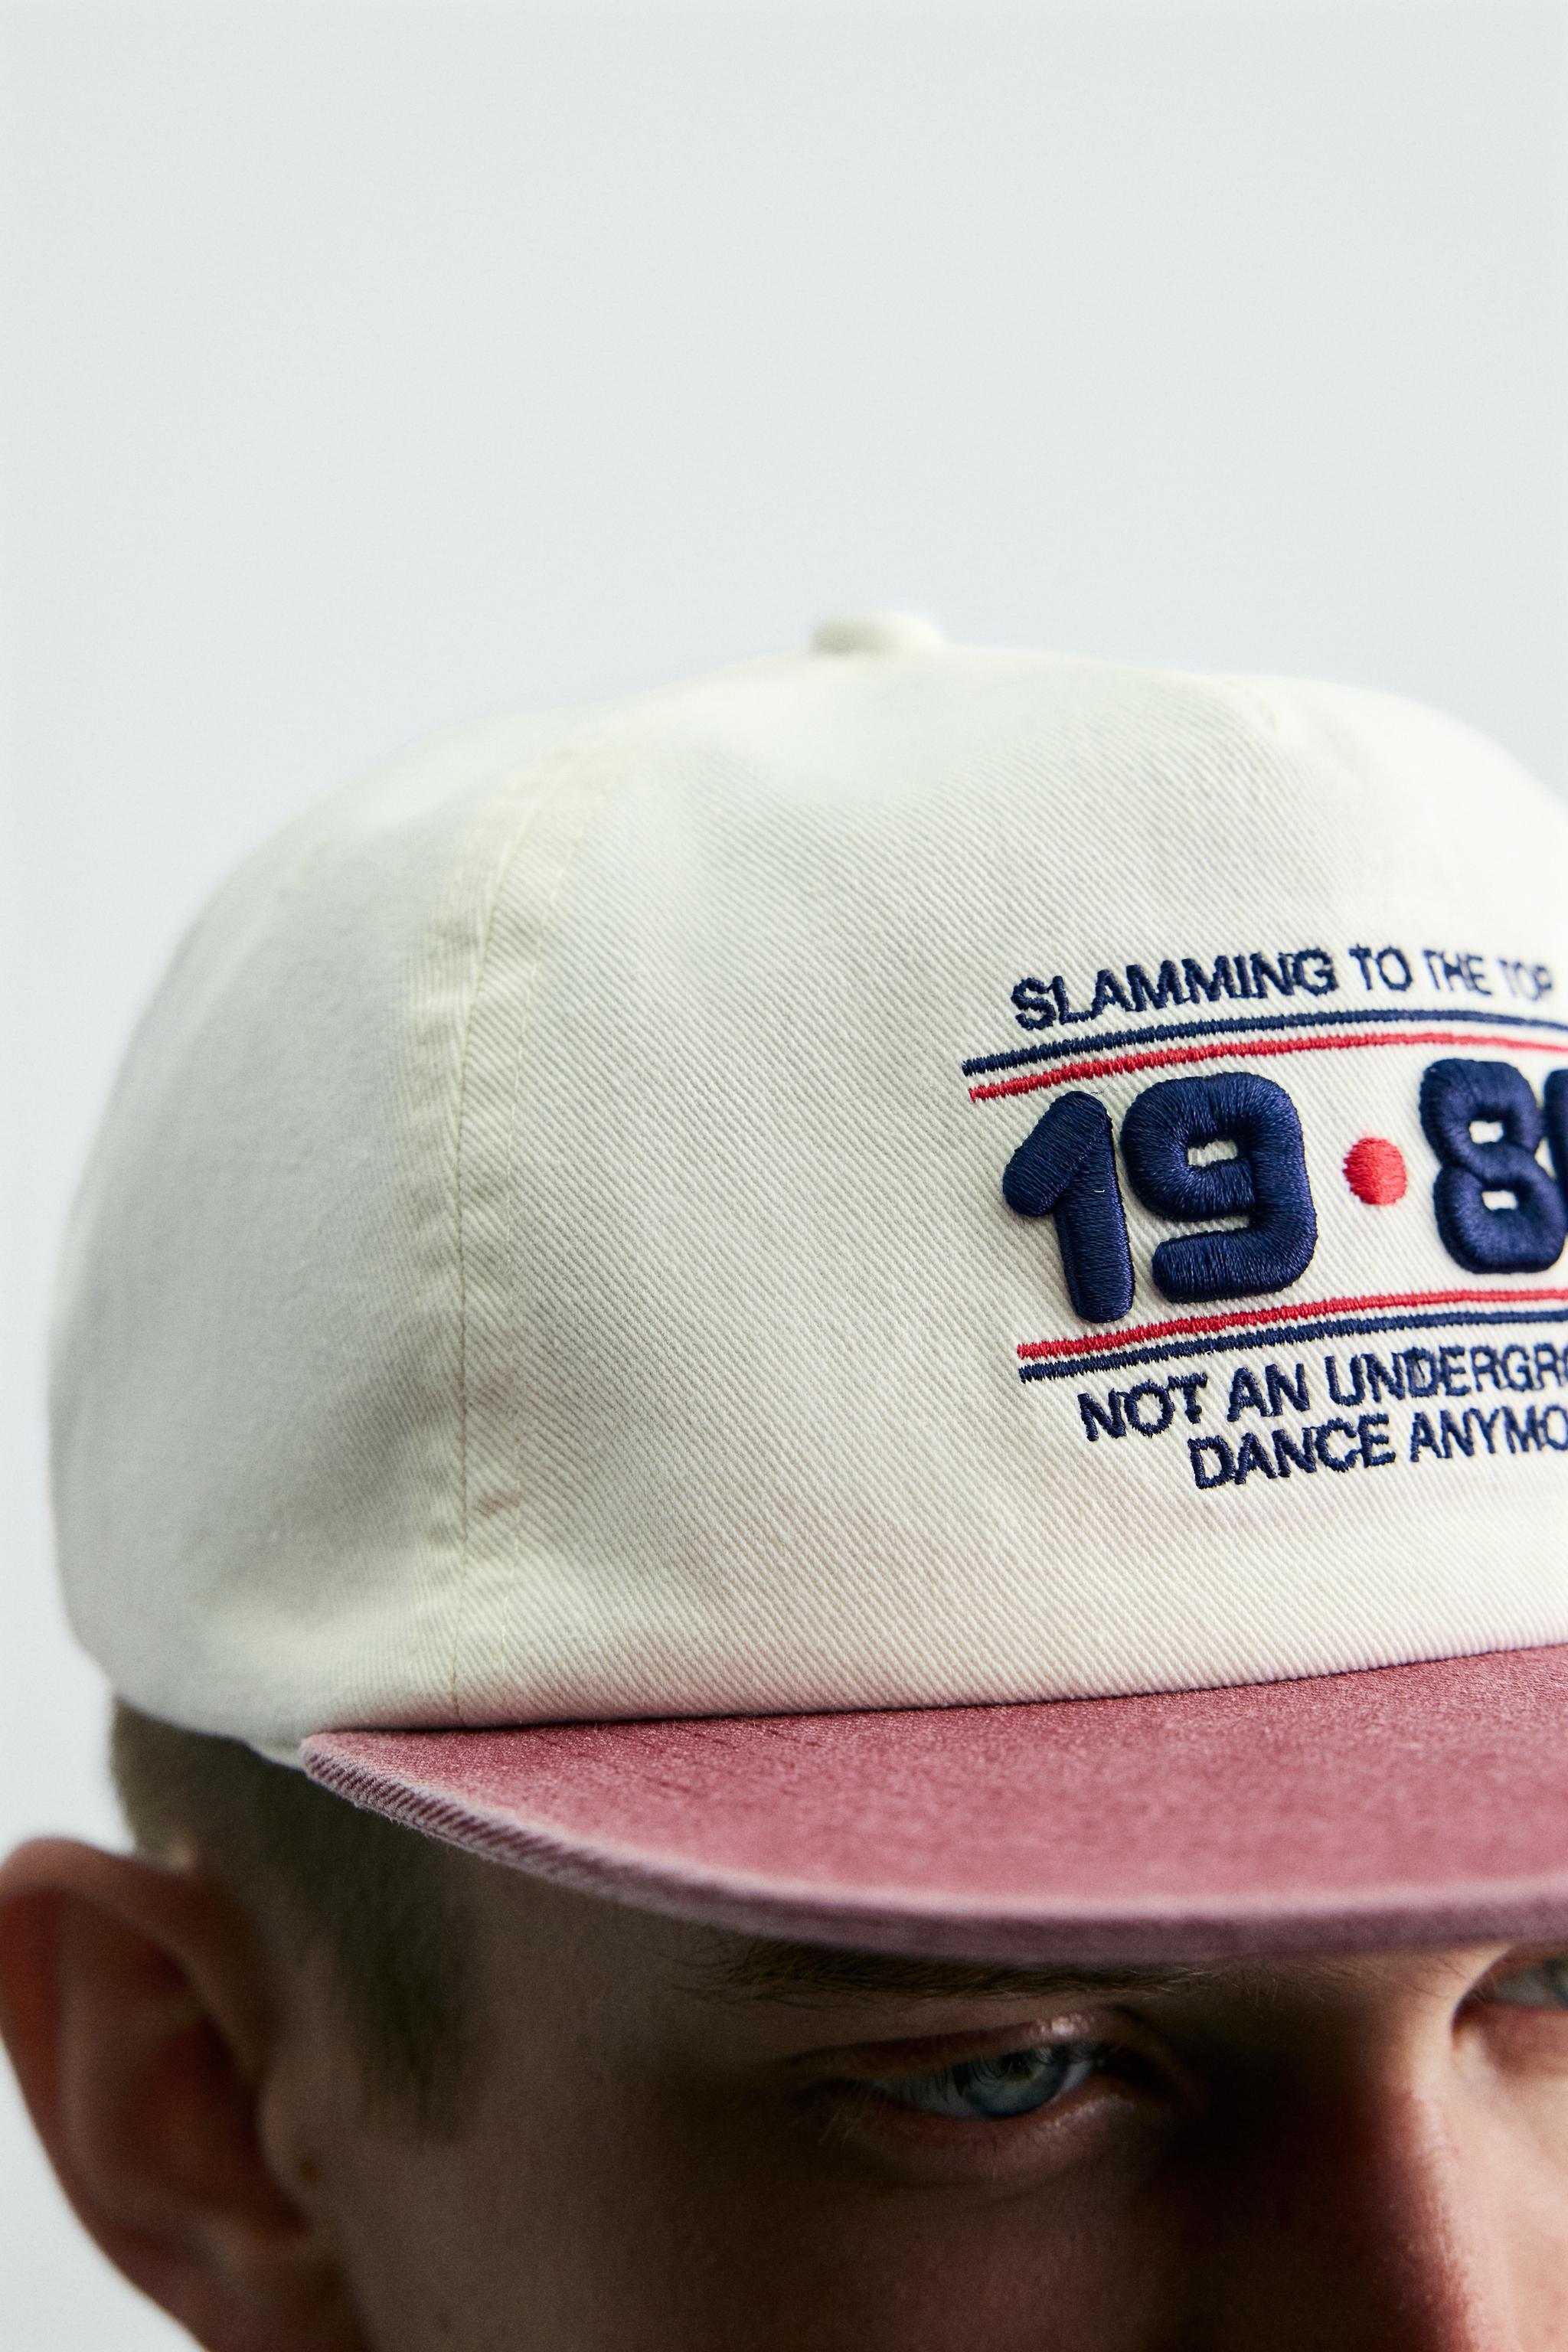 SLAMMING TO THE TOP
19•8
NOT AN UNDERGR
DANCE ANYMO